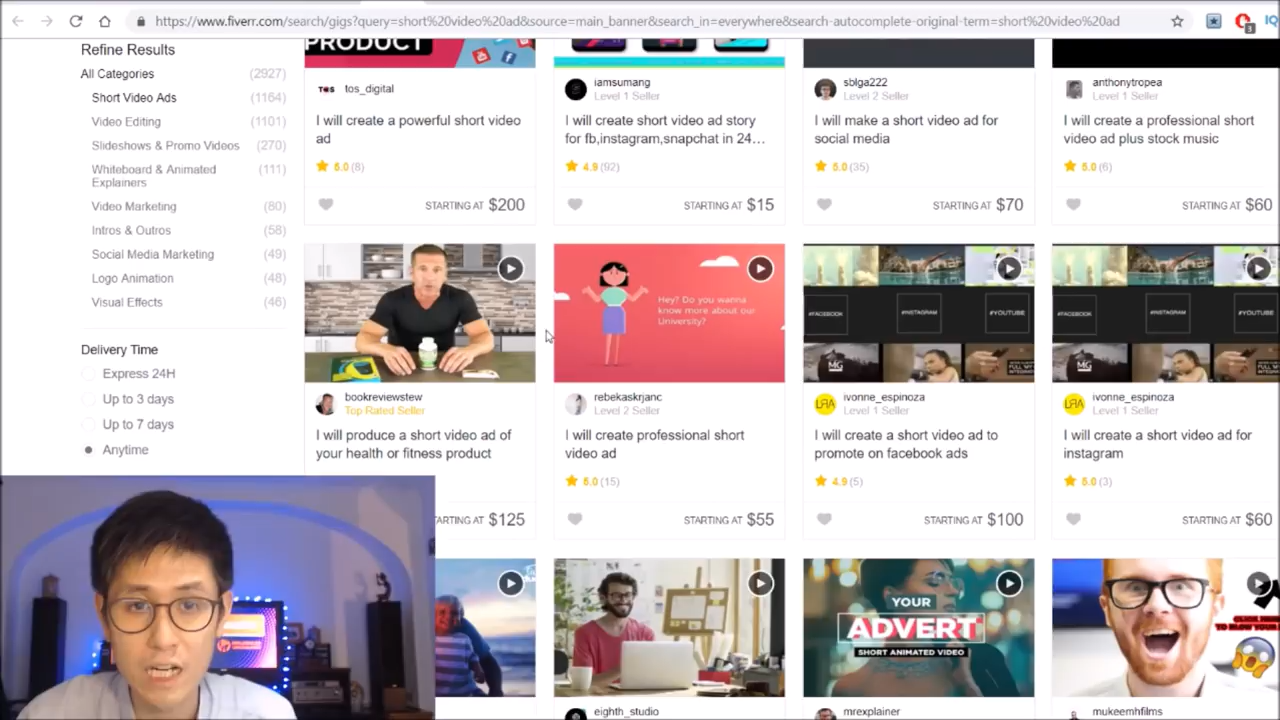 https://www.fiverr.com/search/gigs?query=short%20video%20ad&source=main_banner&search_in=everywhere&search-autocomplete-original-term=short%20video%20ad
3
Refine Results
All Categories (2927)
Short Video Ads (1164)
Video Editing (1101)
Slideshows & Promo Videos (270)
Whiteboard & Animated (111)
Explainers
Video Marketing (80)
Intros & Outros (58)
Social Media Marketing (49)
Logo Animation (48)
Visual Effects (46)
Delivery Time
Express 24H
Up to 3 days
Up to 7 days
Anytime
PRODUCT
TOS
tos_digital
I will create a powerful short video
ad
5.0 (8)
STARTING AT $200
iamsumang
Level 1 Seller
I will create short video ad story
for fb,instagram,snapchat in 24…
4.9 (92)
STARTING AT $15
sblga222
Level 2 Seller
I will make a short video ad for
social media
5.0 (35)
STARTING AT $70
anthonytropea
Level 1 Seller
I will create a professional short
video ad plus stock music
5.0 (6)
STARTING AT $60
bookreviewstew
Top Rated Seller
I will produce a short video ad of
your health or fitness product
TARTING AT $125
Hey? Do you wanna
know more about our
University?
rebekaskrjanc
Level 2 Seller
I will create professional short
video ad
5.0 (15)
STARTING AT $55
#FACEBOOK
#INSTAGRAM
#YOUTUBE
MG
LRA
ivonne_espinoza
Level 1 Seller
I will create a short video ad to
promote on facebook ads
4.9 (5)
STARTING AT $100
#FACEBOOK
#INSTAGRAM
#YOUTUBE
MG
LRA
ivonne_espinoza
Level 1 Seller
I will create a short video ad for
instagram
5.0 (3)
STARTING AT $60
eighth_studio
YOUR
ADVERT
SHORT ANIMATED VIDEO
mrexplainer
mukeemhfilms